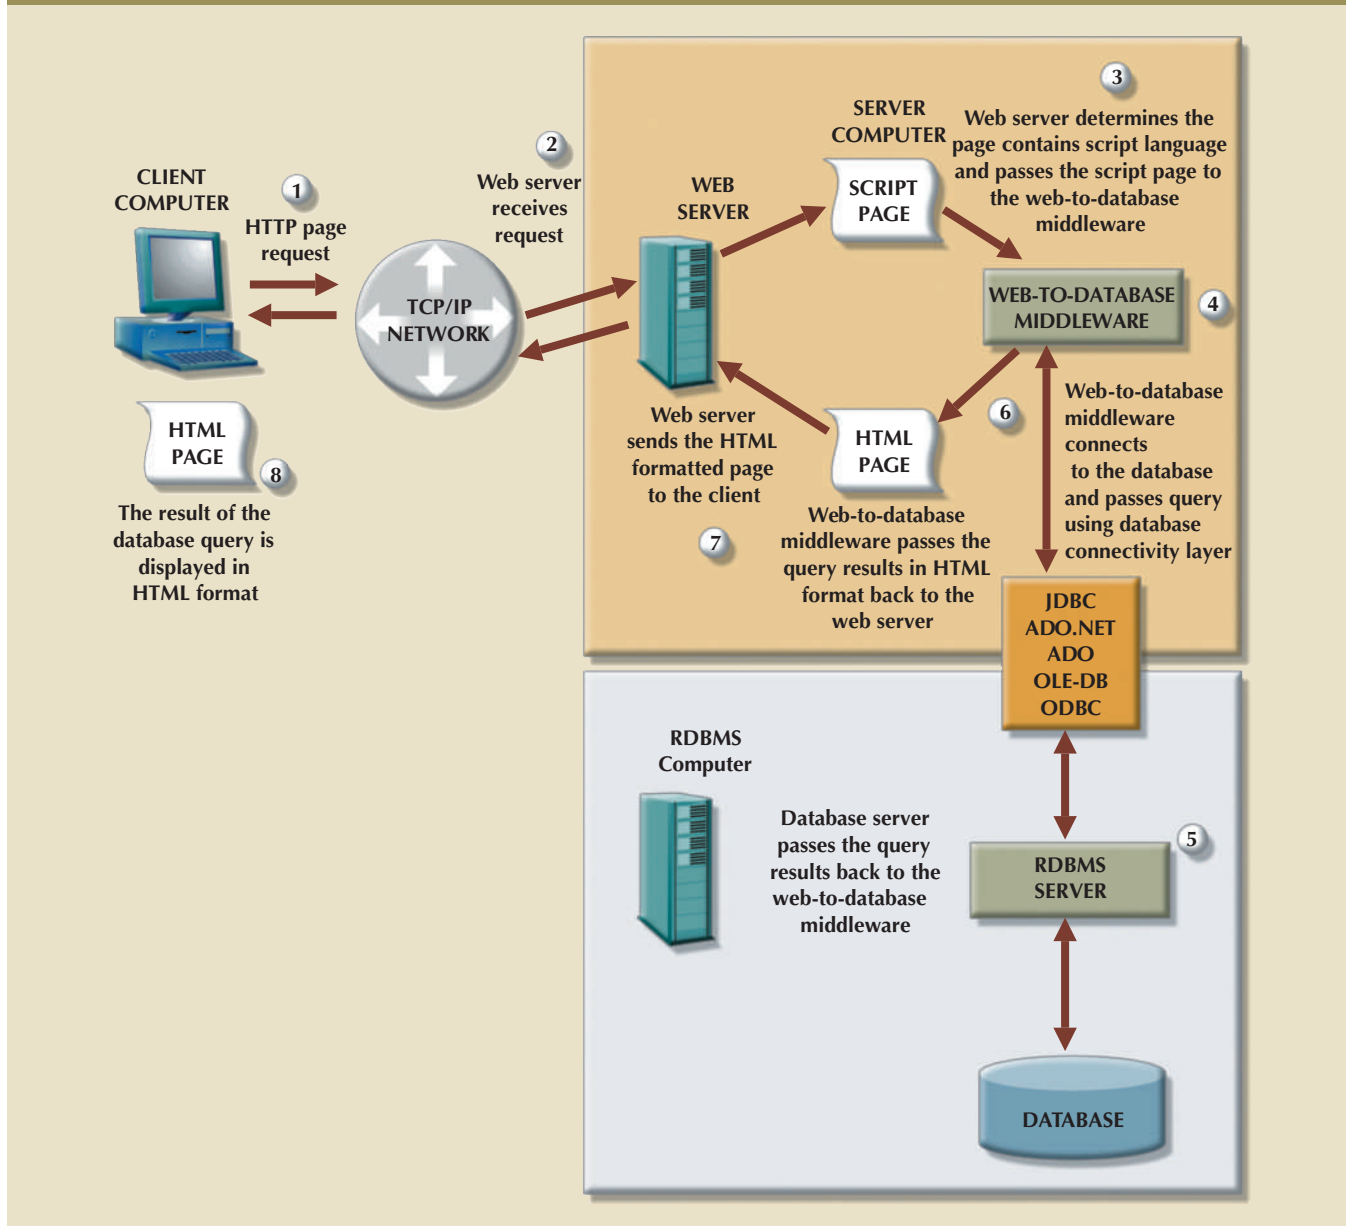 CLIENT
COMPUTER
1
HTTP page
request
TCP/IP
NETWORK
2
Web server
receives
request
WEB
SERVER
SERVER
COMPUTER
SCRIPT
PAGE
3
Web server determines the
page contains script language
and passes the script page to
the web-to-database
middleware
WEB-TO-DATABASE
MIDDLEWARE
4
Web-to-database
middleware
connects
to the database
and passes query
using database
connectivity layer
JDBC
ADO.NET
ADO
OLE-DB
ODBC
RDBMS
Computer
Database server
passes the query
results back to the
web-to-database
middleware
5
RDBMS
SERVER
DATABASE
6
HTML
PAGE
Web-to-database
middleware passes the
query results in HTML
format back to the
web server
Web server
sends the HTML
formatted page
to the client
7
HTML
PAGE
8
The result of the
database query is
displayed in
HTML format